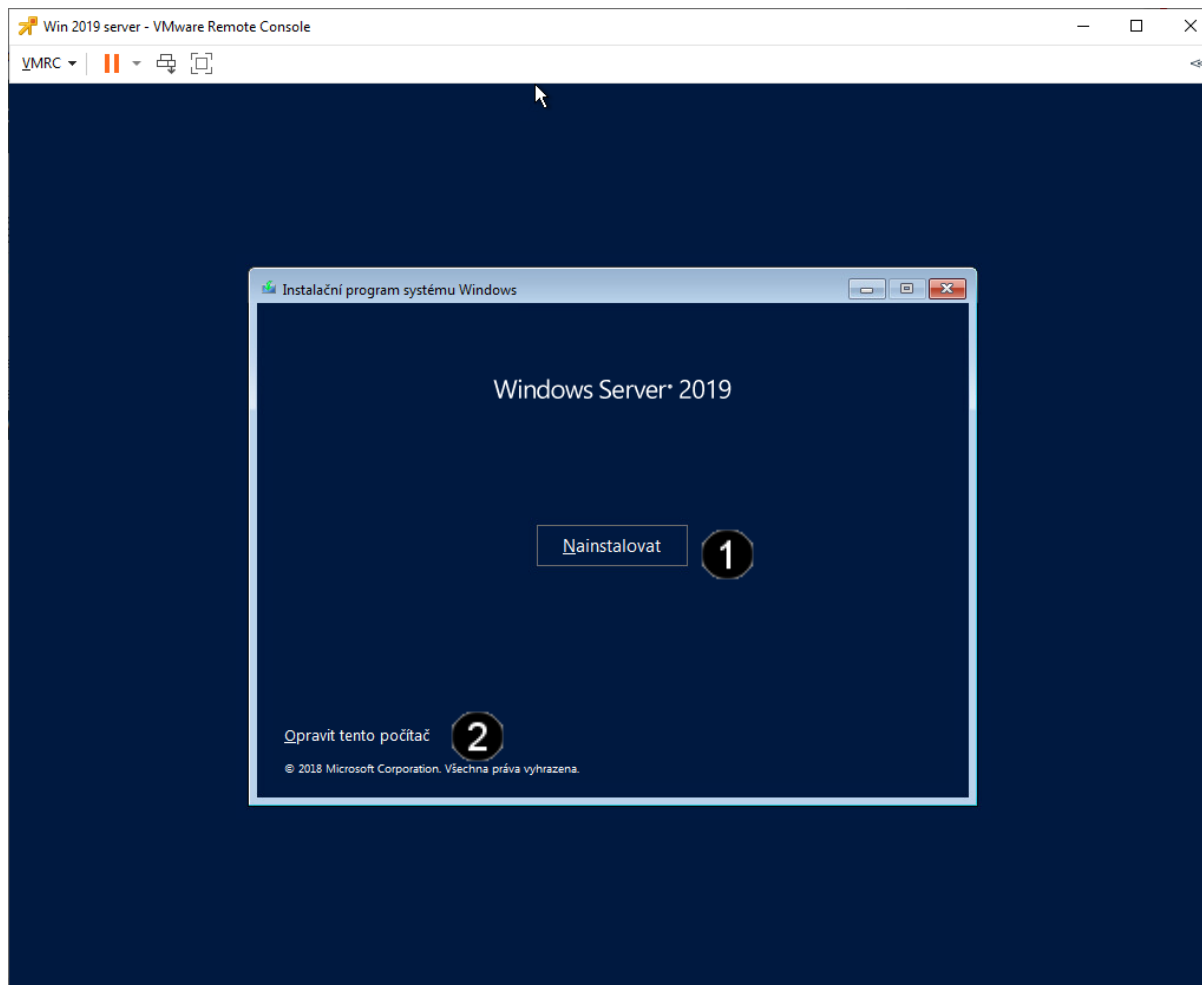 Win 2019 server - VMware Remote Console
VMRC
Instalační program systému Windows
Windows Server 2019
Nainstalovat
1
Opravit tento počítač
2
© 2018 Microsoft Corporation. Všechna práva vyhrazena.